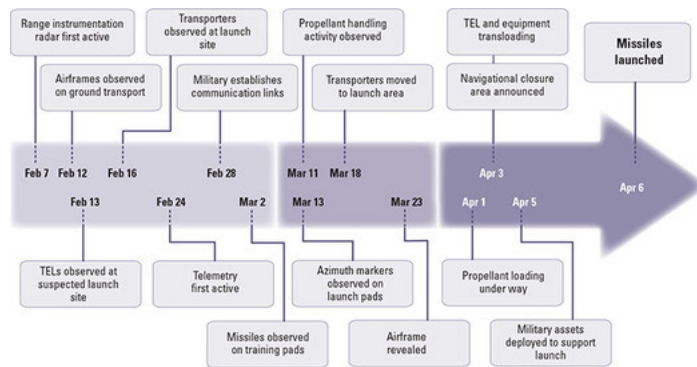 Range instrumentation
radar first active
Transporters
observed at launch
site
Propellant handling
activity observed
TEL and equipment
transloading
Missiles
launched
Airframes observed
on ground transport
Military establishes
communication links
Transporters moved
to launch area
Navigational closure
area announced
Feb 7
Feb 12
Feb 16
Feb 28
Mar 11
Mar 18
Apr 3
Apr 6
Feb 13
Feb 24
Mar 2
Mar 13
Mar 23
Apr 1
Apr 5
TELs observed at
suspected launch
site
Telemetry
first active
Azimuth markers
observed on
launch pads
Propellant loading
under way
Missiles observed
on training pads
Airframe
revealed
Military assets
deployed to support
launch